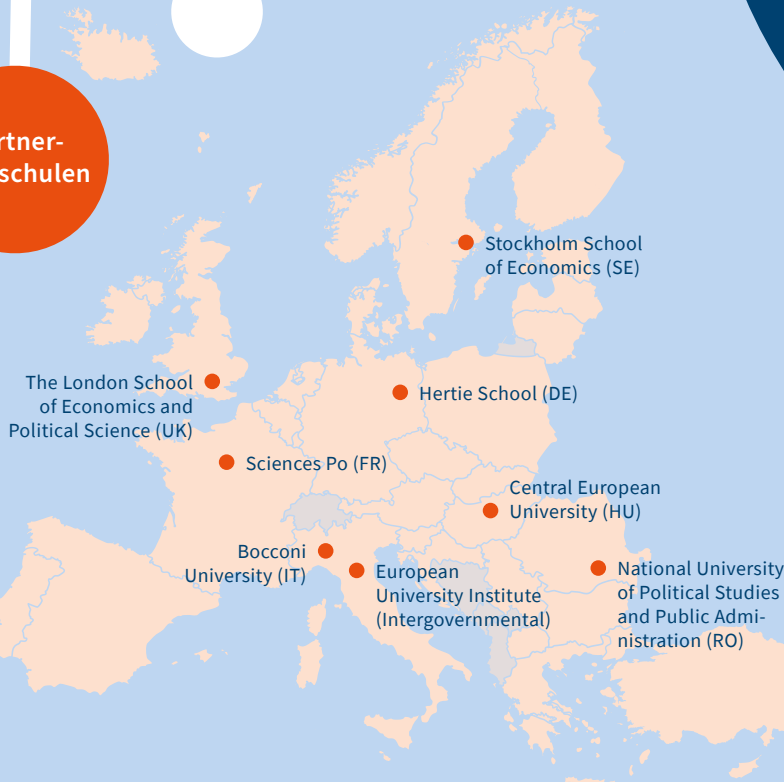 rtner-
schulen
Stockholm School
of Economics (SE)
The London School
of Economics and
Political Science (UK)
Hertie School (DE)
Sciences Po (FR)
Central European
University (HU)
Bocconi
University (IT)
European
University Institute
(Intergovernmental)
National University
of Political Studies
and Public Admi-
nistration (RO)